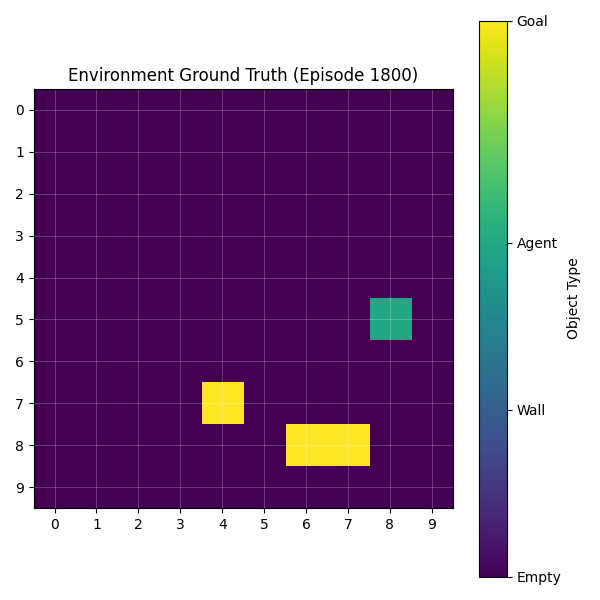 Environment Ground Truth (Episode 1800)
0
1
2
3
4
5
6
7
8
9
0 1 2 3 4 5 6 7 8 9
Goal
Agent
Wall
Empty
Object Type